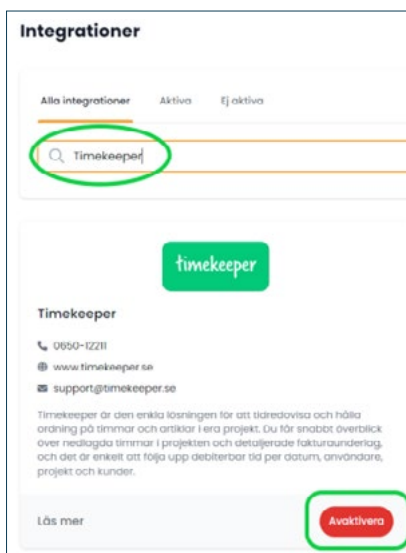 Integrationer
Alla integrationer Aktiva Ej aktiva
Timekeeper
timekeeper
Timekeeper
0650-12211
www.timekeeper.se
support@timekeeper.se
Timekeeper är den enkla lösningen för att tidredovisa och hålla
ordning på timmar och artiklar i era projekt. Du får snabbt överblick
över nedlagda timmar i projekten och detaljerade fakturaunderlag,
och det är enkelt att följa upp debiterbar tid per datum, användare,
projekt och kunder.
Läs mer Avaktivera